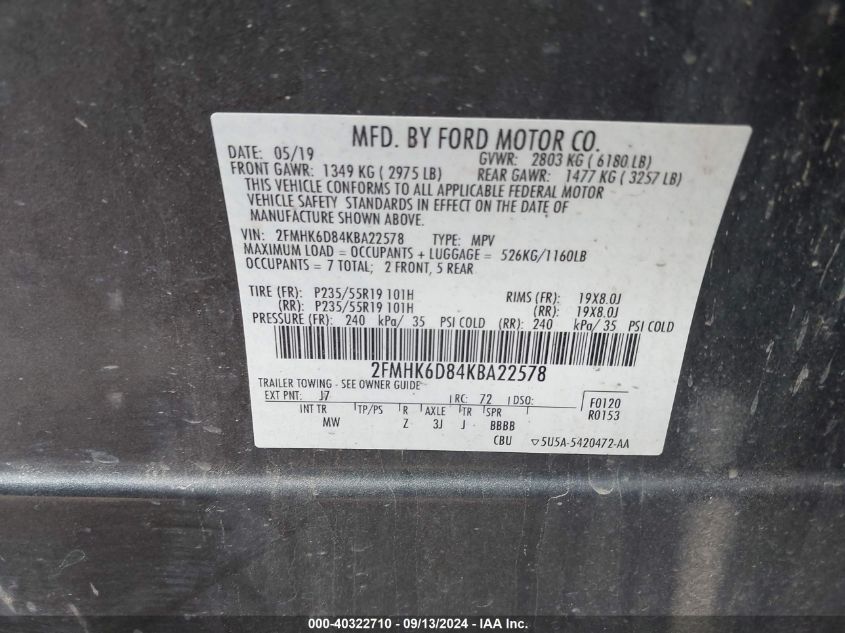 MFD. BY FORD MOTOR CO.
DATE: 05/19 GVWR: 2803 KG ( 6180 LB)
FRONT GAWR: 1349 KG ( 2975 LB) REAR GAWR: 1477 KG ( 3257 LB)
THIS VEHICLE CONFORMS TO ALL APPLICABLE FEDERAL MOTOR
VEHICLE SAFETY STANDARDS IN EFFECT ON THE DATE OF
MANUFACTURE SHOWN ABOVE.
VIN: 2FMHK6D84KBA22578 TYPE: MPV
MAXIMUM LOAD = OCCUPANTS + LUGGAGE = 526KG/1160LB
OCCUPANTS = 7 TOTAL; 2 FRONT, 5 REAR
TIRE (FR): P235/55R19 101H RIMS (FR): 19X8.0J
(RR): P235/55R19 101H (RR): 19X8.0J
PRESSURE (FR): 240 kPa/ 35 PSI COLD (RR): 240 kPa/ 35 PSI COLD
2FMHK6D84KBA22578
TRAILER TOWING - SEE OWNER GUIDE
EXT PNT: J7 RC: 72 DSO: F0120
INT TR TP/PS R AXLE TR SPR R0153
MW Z 3J J BBBB
CBU ▽5U5A-5420472-AA
000-40322710 - 09/13/2024 - IAA Inc.